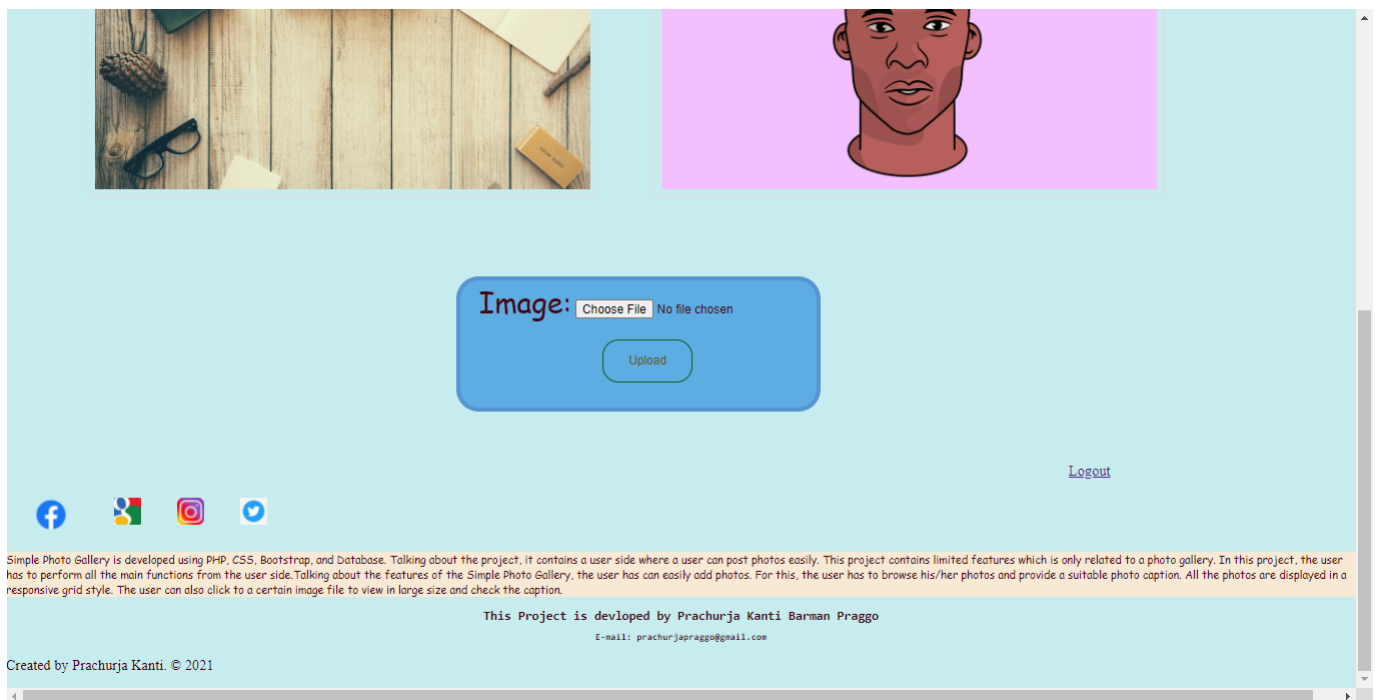 Image: Choose File No file chosen
Upload
Logout
Simple Photo Gallery is developed using PHP, CSS, Bootstrap, and Database. Talking about the project, it contains a user side where a user can post photos easily. This project contains limited features which is only related to a photo gallery. In this project, the user
has to perform all the main functions from the user side.Talking about the features of the Simple Photo Gallery, the user has can easily add photos. For this, the user has to browse his/her photos and provide a suitable photo caption. All the photos are displayed in a
responsive grid style. The user can also click to a certain image file to view in large size and check the caption.
This Project is devloped by Prachurja Kanti Barman Praggo
E-mail: prachurjapraggo@gmail.com
Created by Prachurja Kanti. © 2021